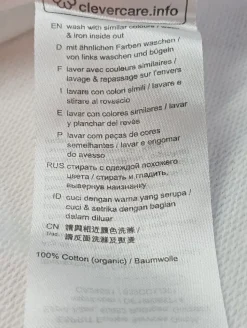 clevercare.info
EN wash with similar colours /
& iron inside out
D mit ähnlichen Farben waschen /
von links waschen und bügeln
F laver avec couleurs similaires /
lavage & repassage sur l'envers
I lavare con colori simili / lavare e
stirare al rovescio
E lavar con colores similares / lavar
y planchar del revés
P lavar com peças de cores
semelhantes / lavar e engomar
do avesso
RUS стирать с одеждой похожего
цвета / стирать и гладить,
вывернув наизнанку
ID cuci dengan warna yang serupa /
cuci & setrika dengan bagian
dalam diluar
CN 請與相近顏色洗滌 /
請反面洗滌及熨燙
100% Cotton (organic) / Baumwolle